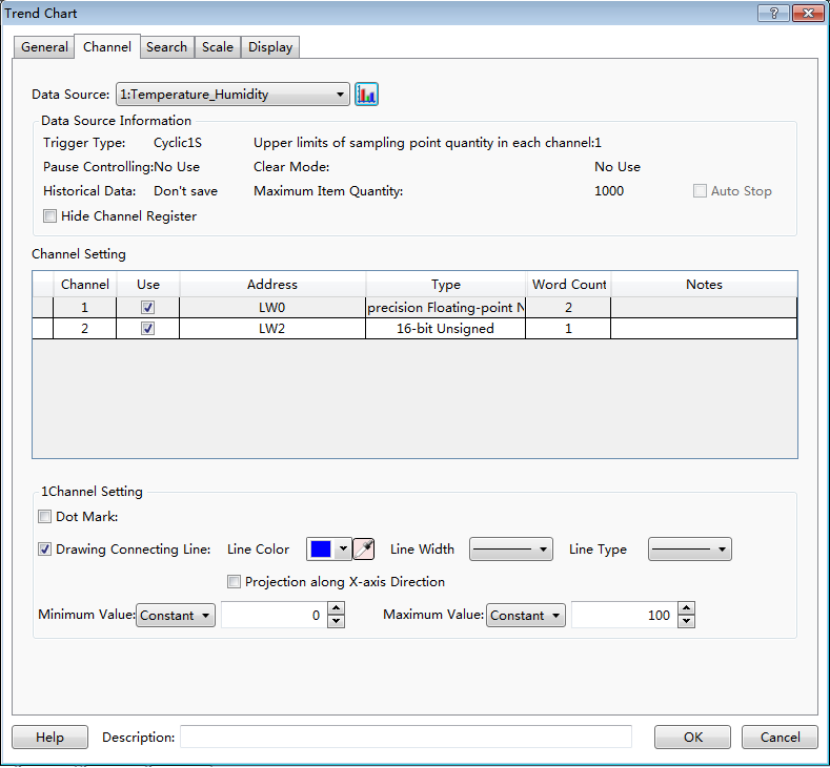 Trend Chart
General Channel Search Scale Display
Data Source: 1:Temperature_Humidity
Data Source Information
Trigger Type: Cyclic1S Upper limits of sampling point quantity in each channel:1
Pause Controlling:No Use Clear Mode: No Use
Historical Data: Don't save Maximum Item Quantity: 1000 Auto Stop
Hide Channel Register
Channel Setting
Channel Use Address Type Word Count Notes
1 LW0 precision Floating-point N 2
2 LW2 16-bit Unsigned 1
1Channel Setting
Dot Mark:
Drawing Connecting Line: Line Color Line Width Line Type
Projection along X-axis Direction
Minimum Value: Constant 0 Maximum Value: Constant 100
Help Description: OK Cancel